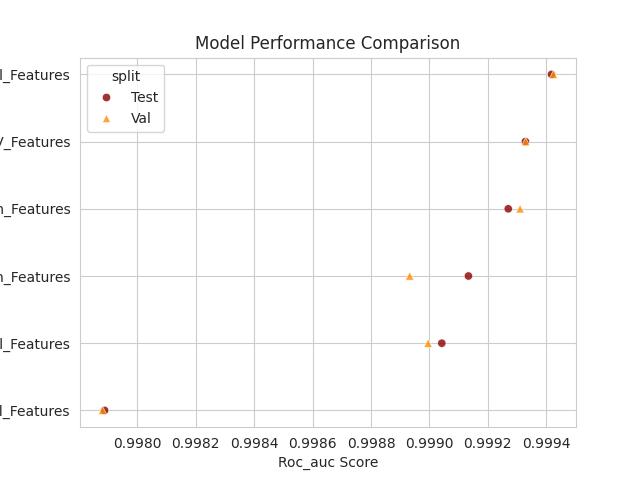 Model Performance Comparison
split
Test
Val
l_Features
V_Features
n_Features
n_Features
l_Features
l_Features
0.9980 0.9982 0.9984 0.9986 0.9988 0.9990 0.9992 0.9994
Roc_auc Score